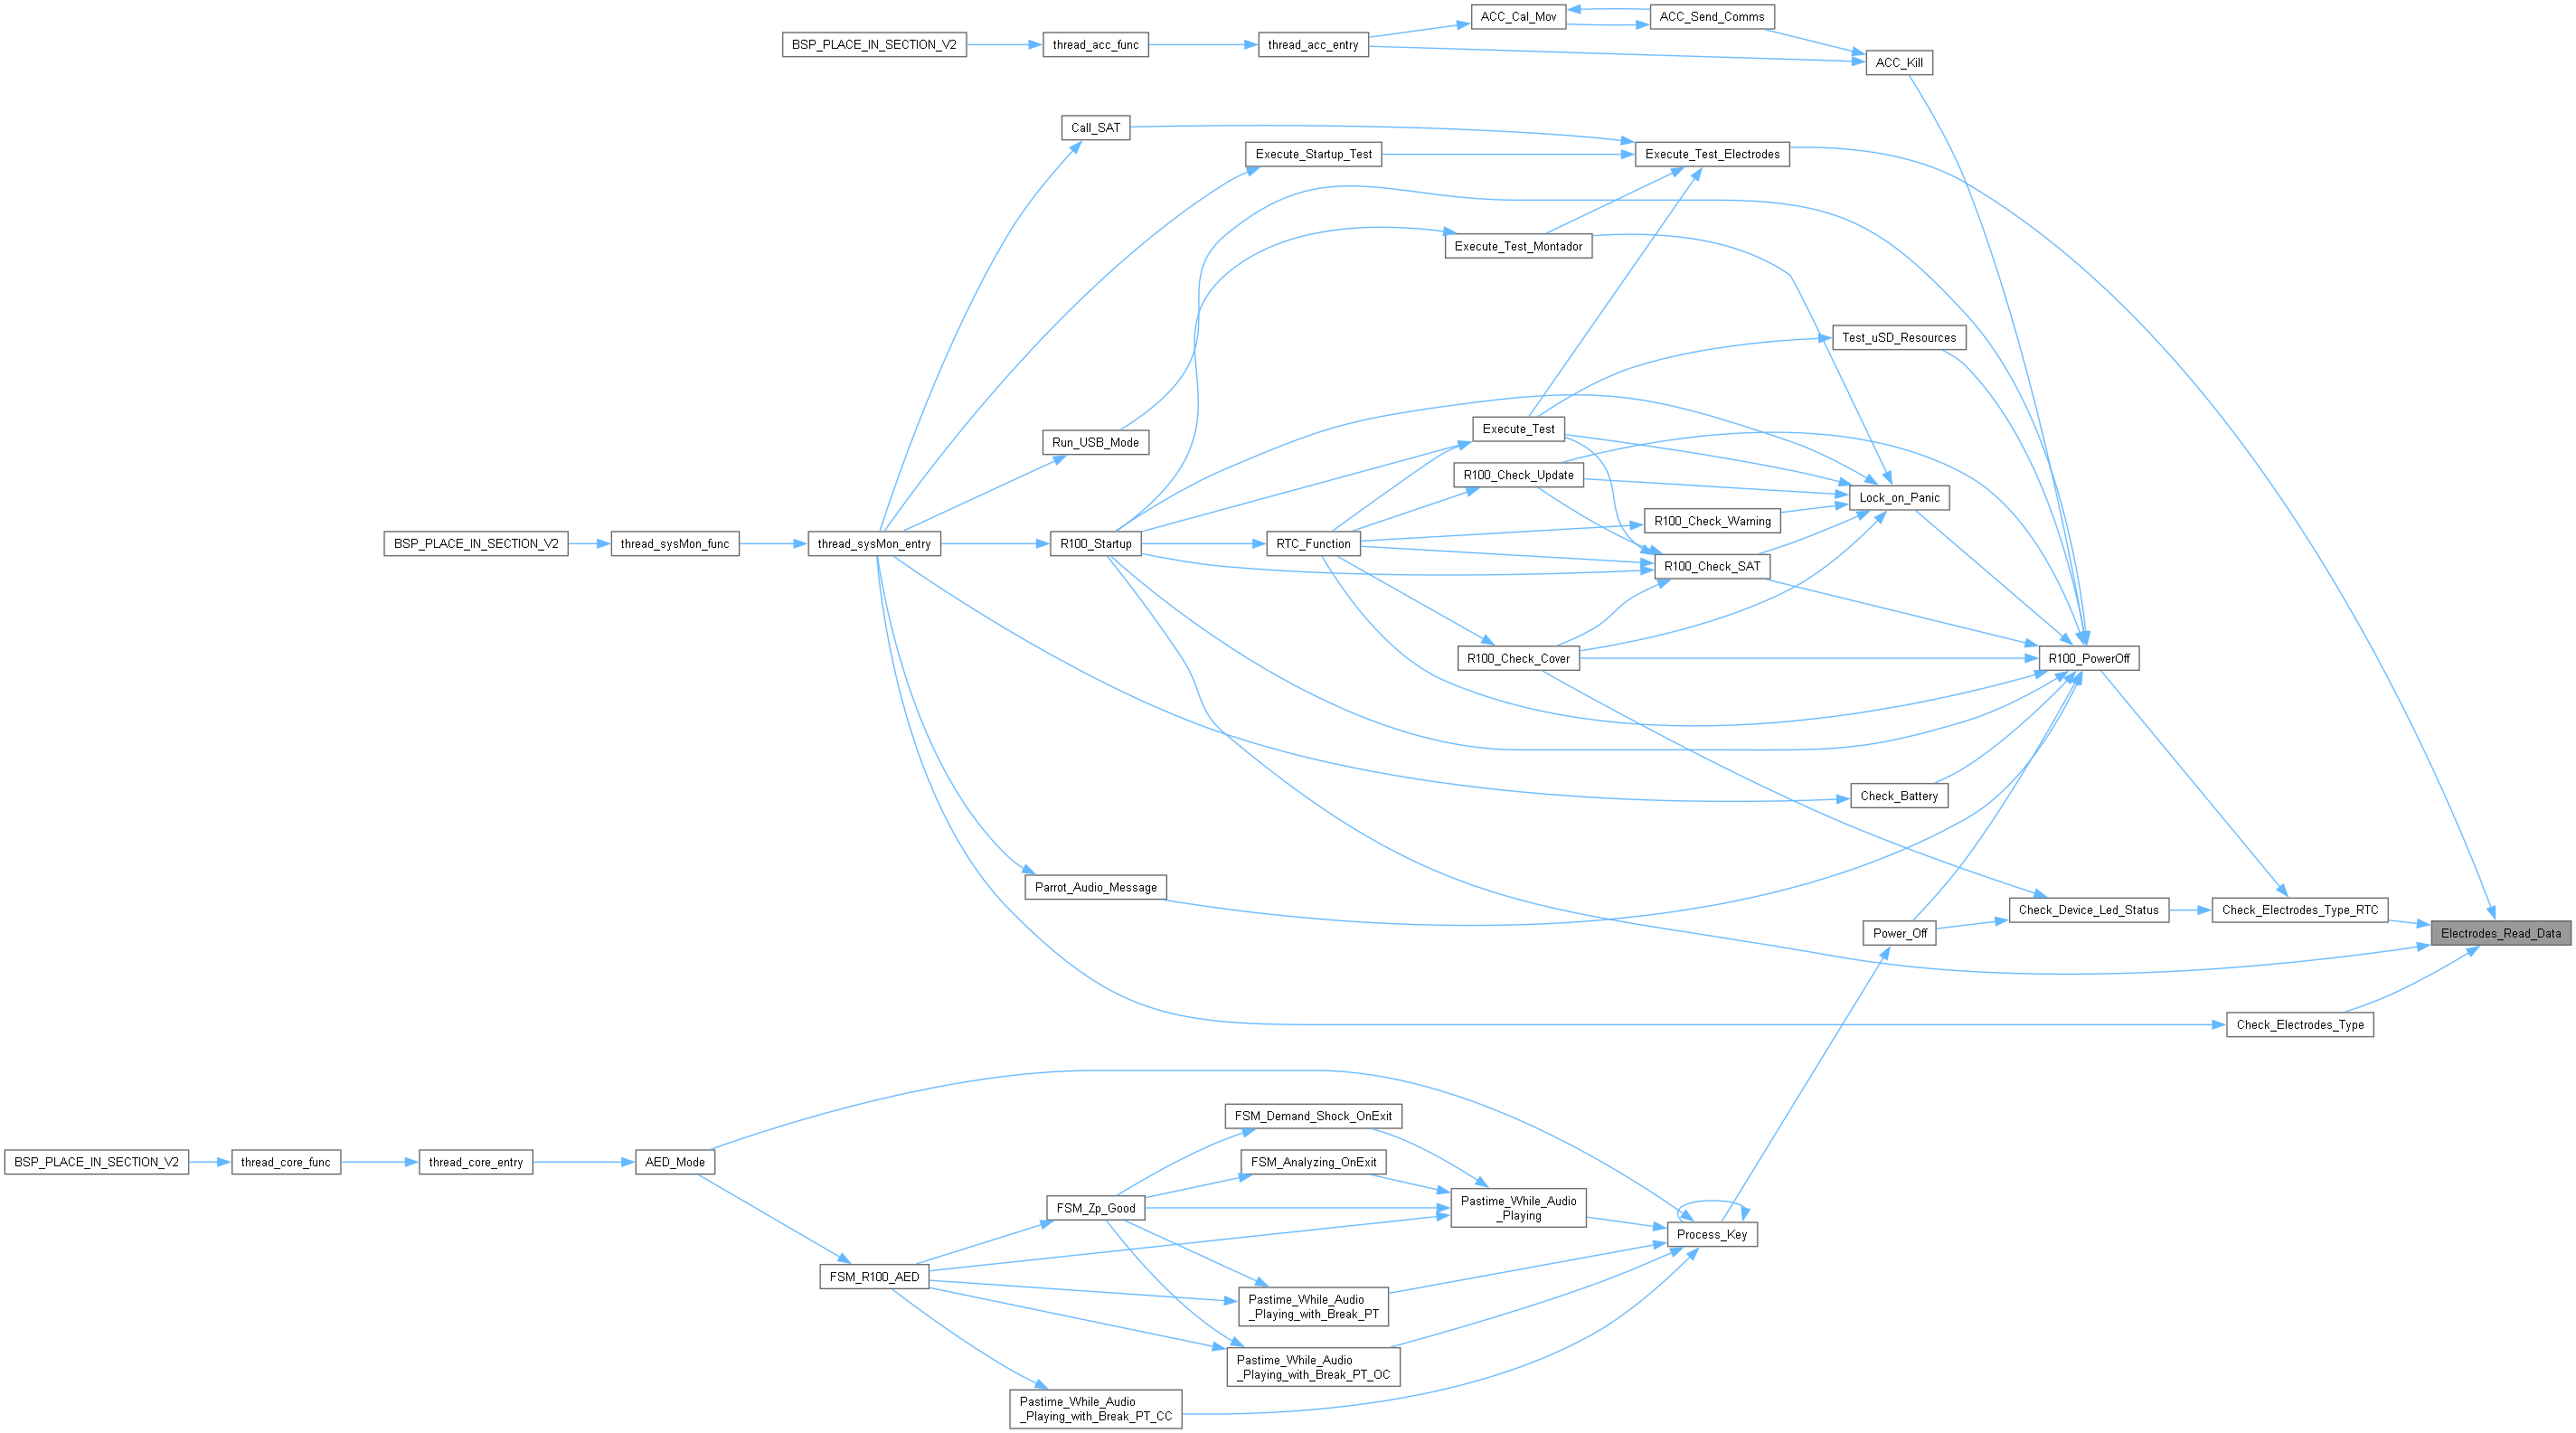 ACC_Cal_Mov
ACC_Send_Comms
BSP_PLACE_IN_SECTION_V2
thread_acc_func
thread_acc_entry
ACC_Kill
Call_SAT
Execute_Startup_Test
Execute_Test_Electrodes
Execute_Test_Montador
Test_uSD_Resources
Execute_Test
Run_USB_Mode
R100_Check_Update
Lock_on_Panic
R100_Check_Warning
BSP_PLACE_IN_SECTION_V2
thread_sysMon_func
thread_sysMon_entry
R100_Startup
RTC_Function
R100_Check_SAT
R100_Check_Cover
R100_PowerOff
Check_Battery
Parrot_Audio_Message
Check_Device_Led_Status
Check_Electrodes_Type_RTC
Power_Off
Electrodes_Read_Data
Check_Electrodes_Type
FSM_Demand_Shock_OnExit
BSP_PLACE_IN_SECTION_V2
thread_core_func
thread_core_entry
AED_Mode
FSM_Analyzing_OnExit
FSM_Zp_Good
Pastime_While_Audio
_Playing
Process_Key
FSM_R100_AED
Pastime_While_Audio
_Playing_with_Break_PT
Pastime_While_Audio
_Playing_with_Break_PT_OC
Pastime_While_Audio
_Playing_with_Break_PT_CC